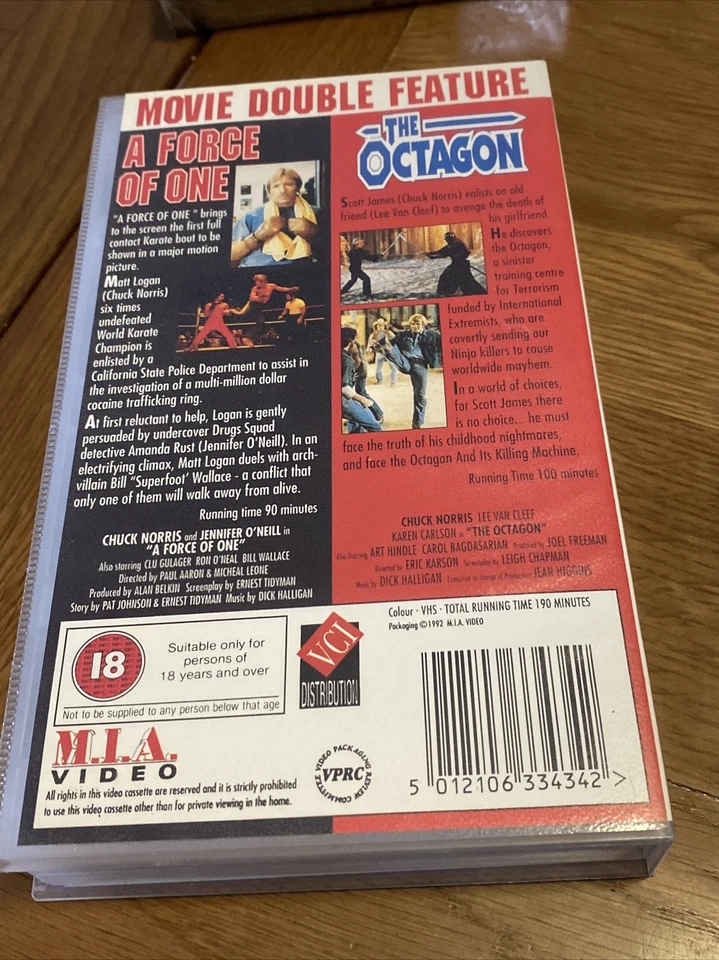 MOVIE DOUBLE FEATURE
A FORCE
OF ONE
"A FORCE OF ONE " brings
to the screen the first full
contact Karate bout to be
shown in a major motion
picture.
Matt Logan
(Chuck Norris)
six times
undefeated
World Karate
Champion is
enlisted by a
California State Police Department to assist in
the investigation of a multi-million dollar
cocaine trafficking ring.
At first reluctant to help, Logan is gently
persuaded by undercover Drugs Squad
detective Amanda Rust (Jennifer O'Neill). In an
electrifying climax, Matt Logan duels with arch-
villain Bill "Superfoot' Wallace - a conflict that
only one of them will walk away from alive.
Running time 90 minutes
CHUCK NORRIS and JENNIFER O'NEILL in
"A FORCE OF ONE"
Also starring CLU GULAGER RON O'NEAL BILL WALLACE
Directed by PAUL AARON & MICHEAL LEONE
Produced by ALAN BELKIN Screenplay by ERNEST TIDYMAN
Story by PAT JOHNSON & ERNEST TIDYMAN Music by DICK HALLIGAN
THE
OCTAGON
Scott James (Chuck Norris) enlists an old
friend (Lee Van Cleef) to avenge the death of
his girlfriend.
He discovers
the Octagon,
a sinister
training centre
for Terrorism
funded by International
Extremists, who are
covertly sending our
Ninja killers to cause
worldwide mayhem.
In a world of choices,
for Scott James there
is no choice... he must
face the truth of his childhood nightmares,
and face the Octagon And Its Killing Machine.
Running Time 100 minutes
CHUCK NORRIS LEE VAN CLEEF
KAREN CARLSON in "THE OCTAGON"
Also Starring ART HINDLE CAROL BAGDASARIAN Produced by JOEL FREEMAN
Directed by ERIC KARSON Screenplay by LEIGH CHAPMAN
Music by DICK HALLIGAN Executive in charge of Production JEAN HIGGINS
Colour · VHS · TOTAL RUNNING TIME 190 MINUTES
Packaging © 1992 M.I.A. VIDEO
18
Suitable only for
persons of
18 years and over
Not to be supplied to any person below that age
VCI
DISTRIBUTION
M.I.A.
VIDEO
All rights in this video cassette are reserved and it is strictly prohibited
to use this video cassette other than for private viewing in the home.
VIDEO PACKAGING REVIEW COMMITTEE
VPRC
5 012106 334342 >